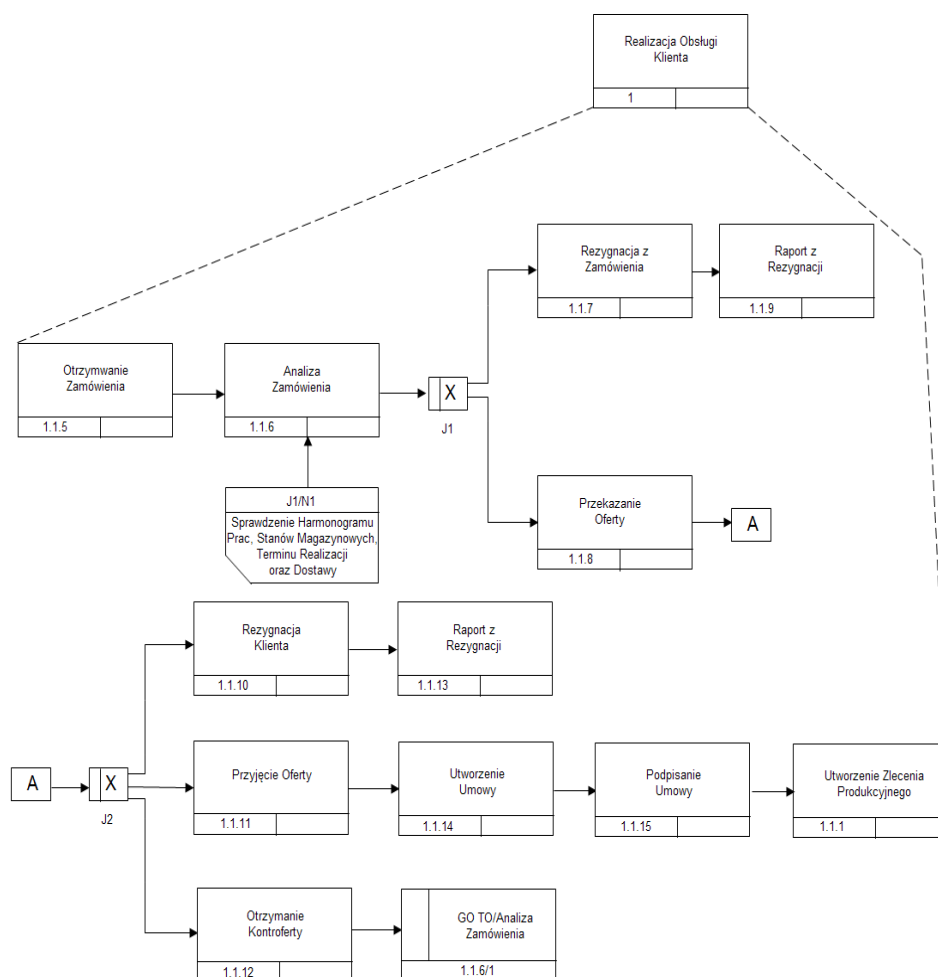 Realizacja Obsługi
Klienta
1
Rezygnacja z
Zamówienia
1.1.7
Raport z
Rezygnacji
1.1.9
Otrzymwanie
Zamówienia
1.1.5
Analiza
Zamówienia
1.1.6
X
J1
J1/N1
Sprawdzenie Harmonogramu
Prac, Stanów Magazynowych,
Terminu Realizacji
oraz Dostawy
Przekazanie
Oferty
1.1.8
A
Rezygnacja
Klienta
1.1.10
Raport z
Rezygnacji
1.1.13
A
X
J2
Przyjęcie Oferty
1.1.11
Utworzenie
Umowy
1.1.14
Podpisanie
Umowy
1.1.15
Utworzenie Zlecenia
Produkcyjnego
1.1.1
Otrzymanie
Kontroferty
1.1.12
GO TO/Analiza
Zamówienia
1.1.6/1